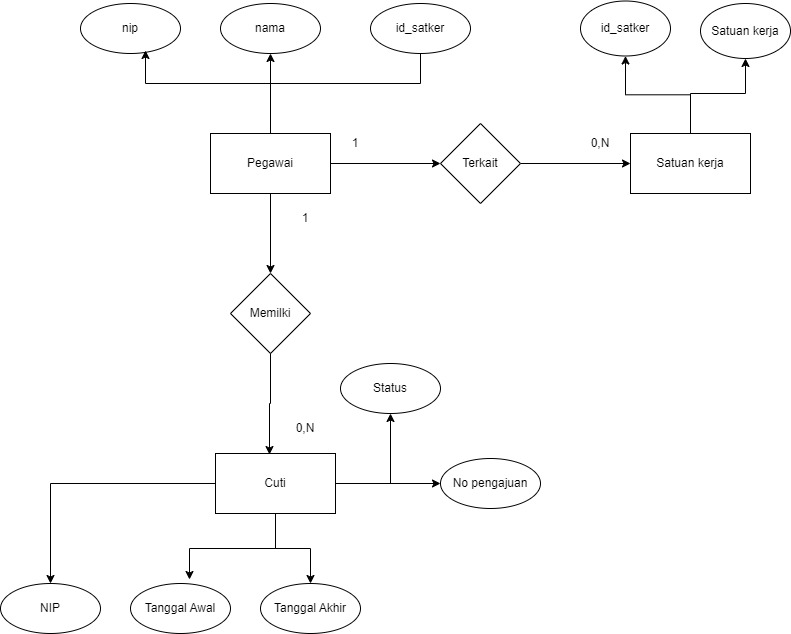 nip
nama
id_satker
id_satker
Satuan kerja
Pegawai
1
Terkait
0,N
Satuan kerja
1
Memilki
Status
0,N
Cuti
No pengajuan
NIP
Tanggal Awal
Tanggal Akhir